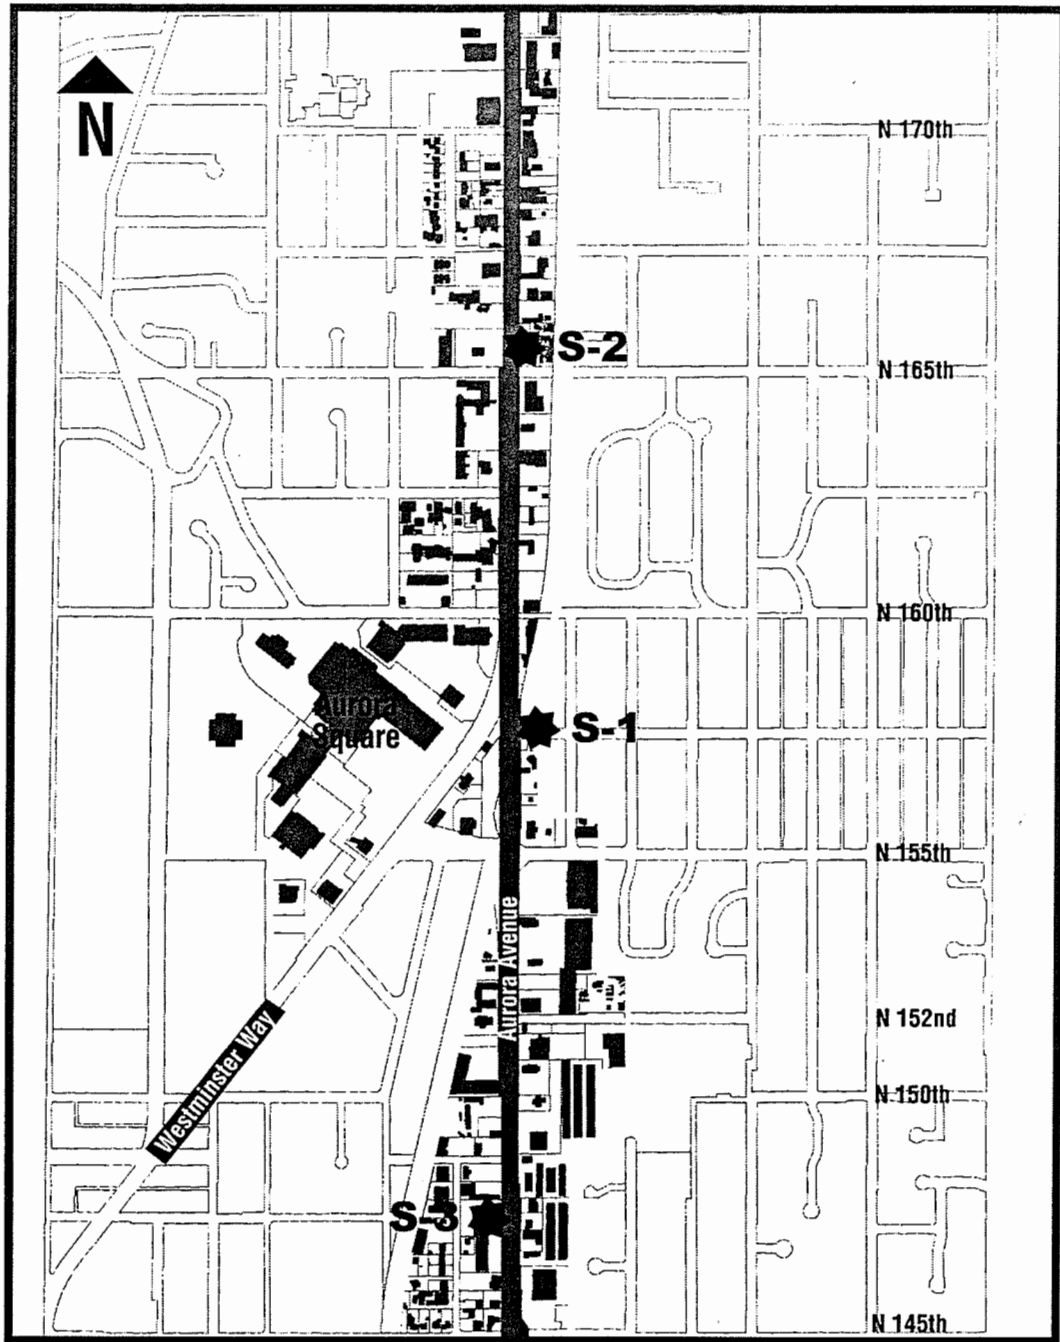 N
N 170th
S-2
N 165th
N 160th
Aurora
Square
S-1
N 155th
Aurora Avenue
N 152nd
Westminster Way
N 150th
S-3
N 145th